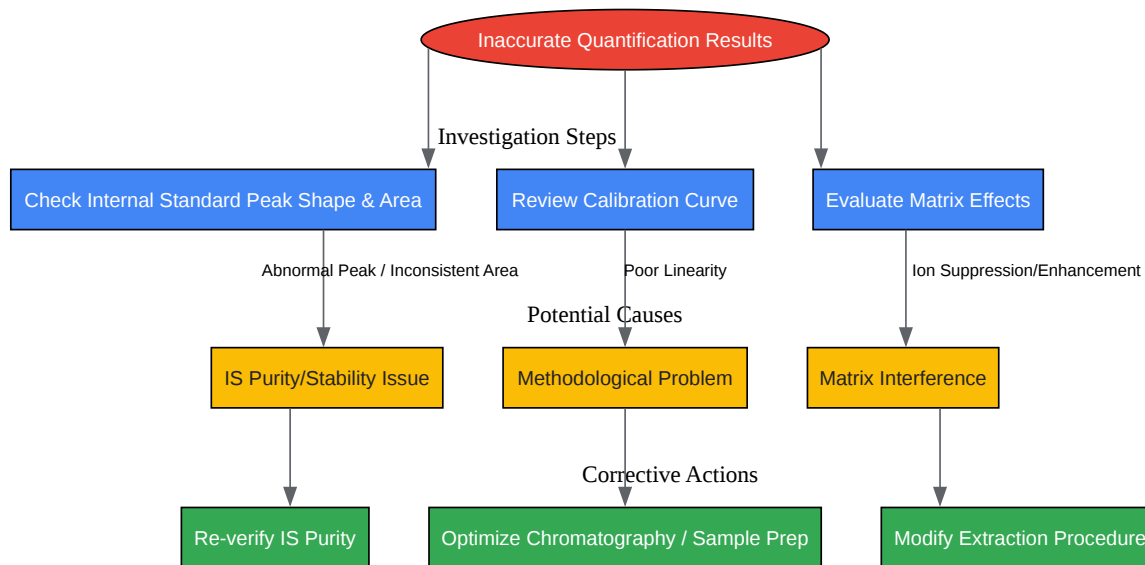 Inaccurate Quantification Results
Investigation Steps
Check Internal Standard Peak Shape & Area
Review Calibration Curve
Evaluate Matrix Effects
Abnormal Peak / Inconsistent Area
Poor Linearity
Ion Suppression/Enhancement
Potential Causes
IS Purity/Stability Issue
Methodological Problem
Matrix Interference
Corrective Actions
Re-verify IS Purity
Optimize Chromatography / Sample Prep
Modify Extraction Procedure